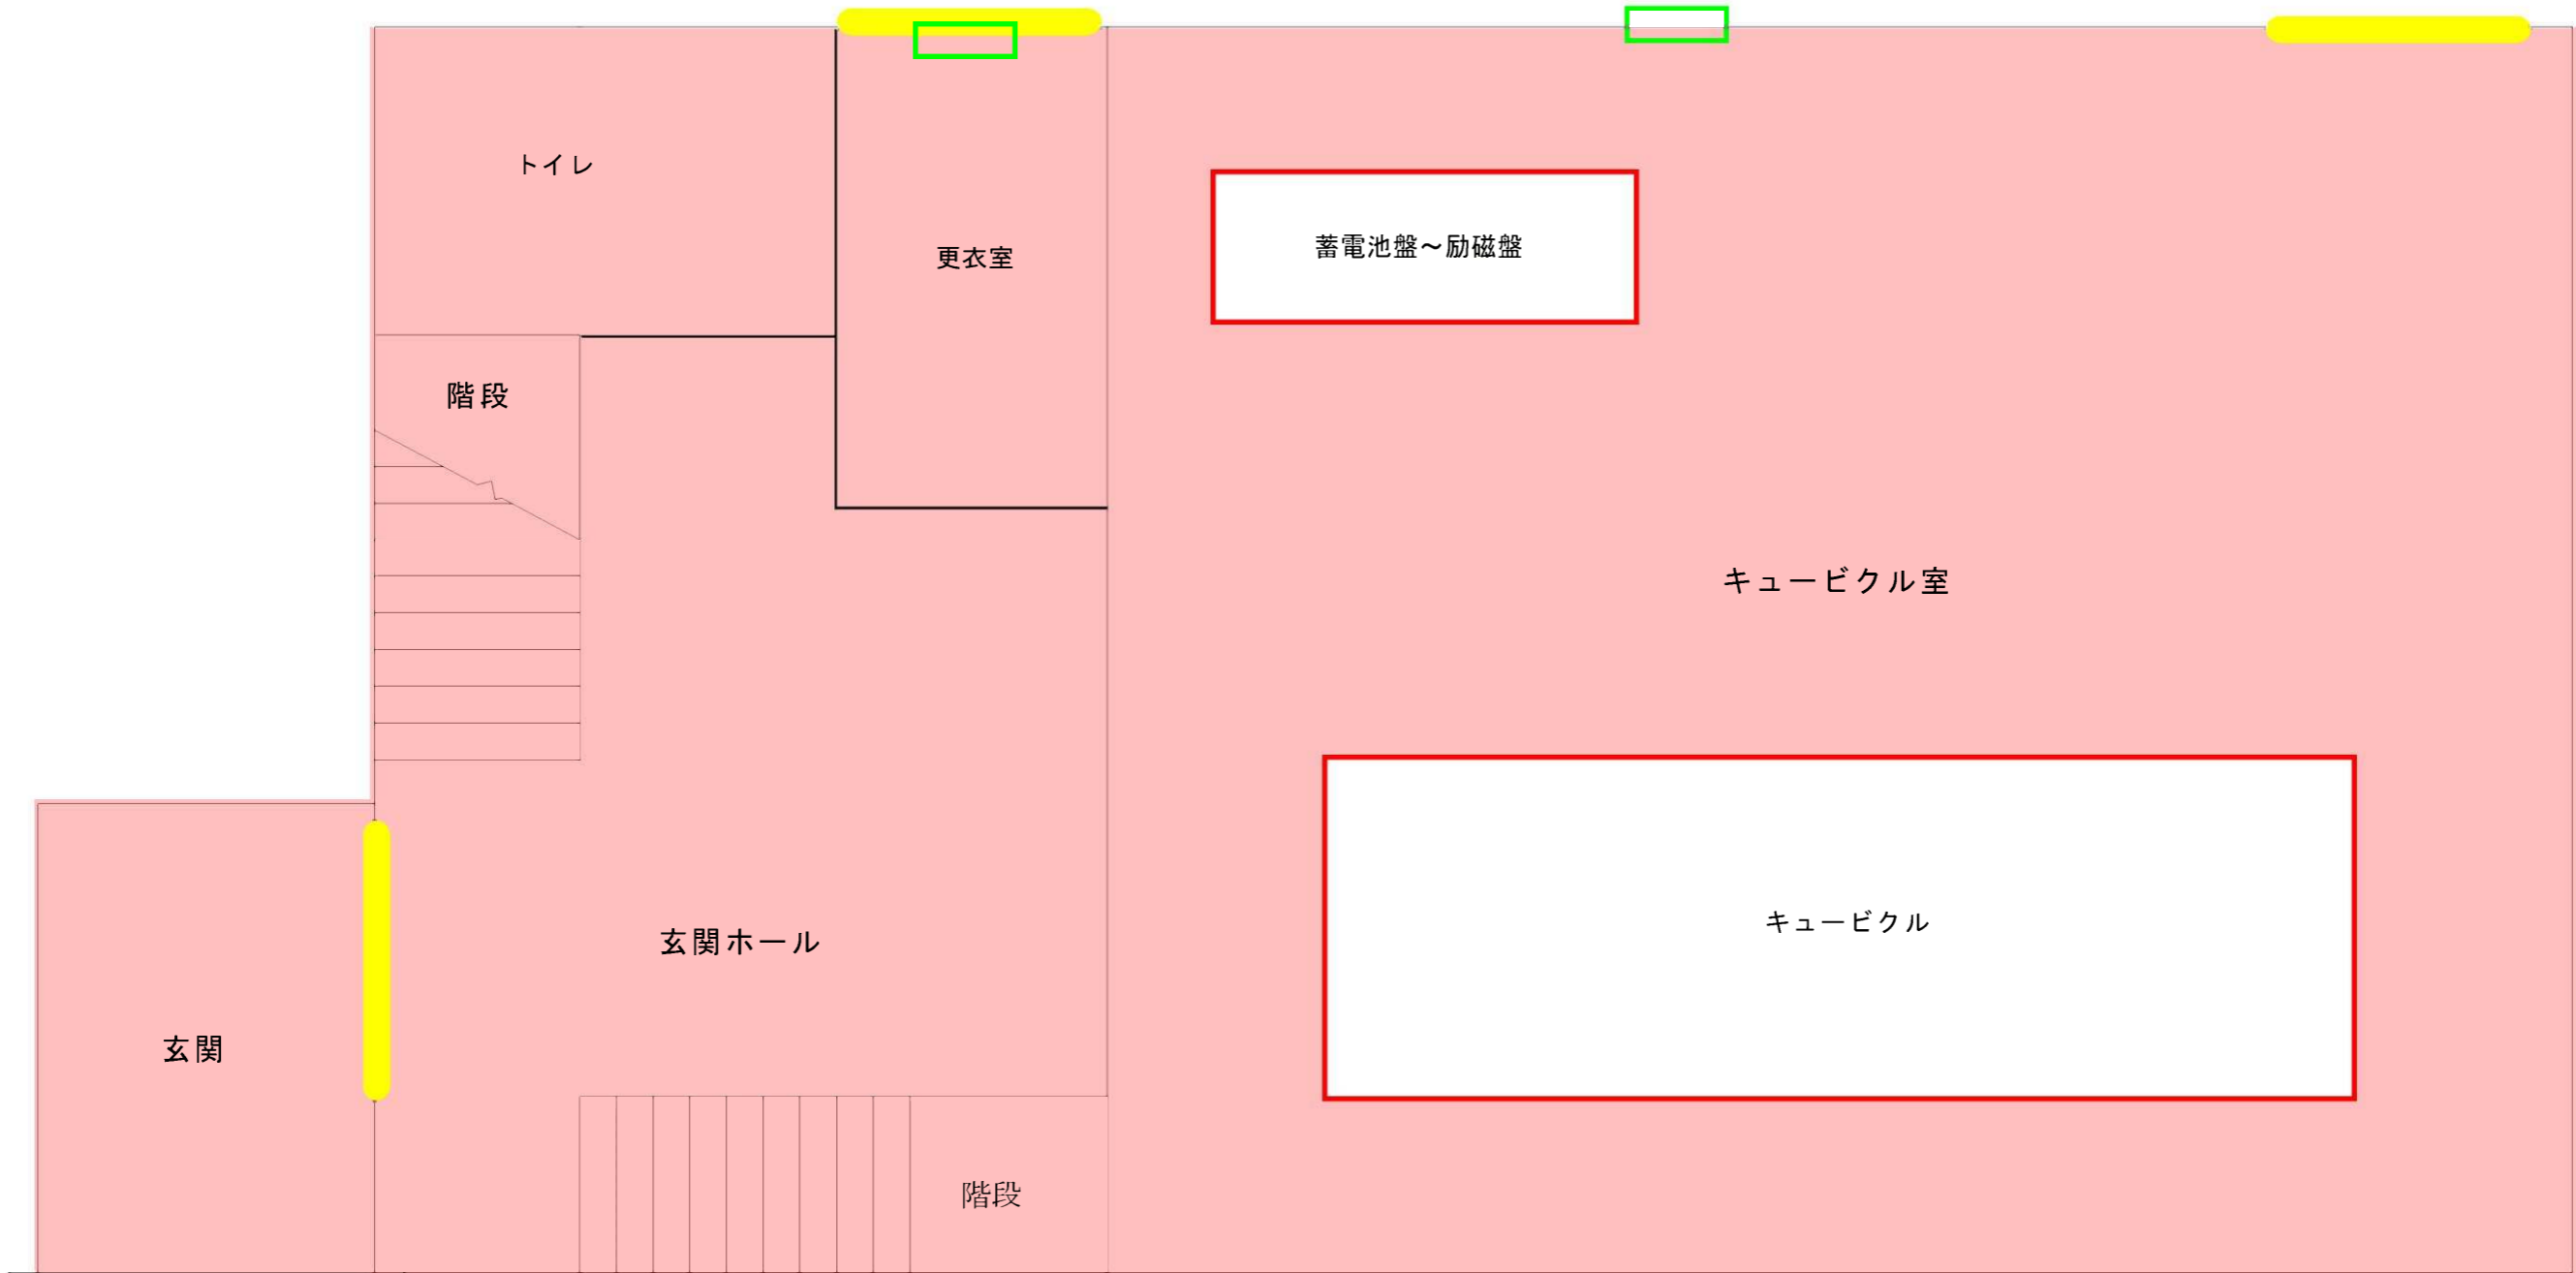 トイレ
更衣室
蓄電池盤～励磁盤
階段
キュービクル室
キュービクル
玄関ホール
玄関
階段